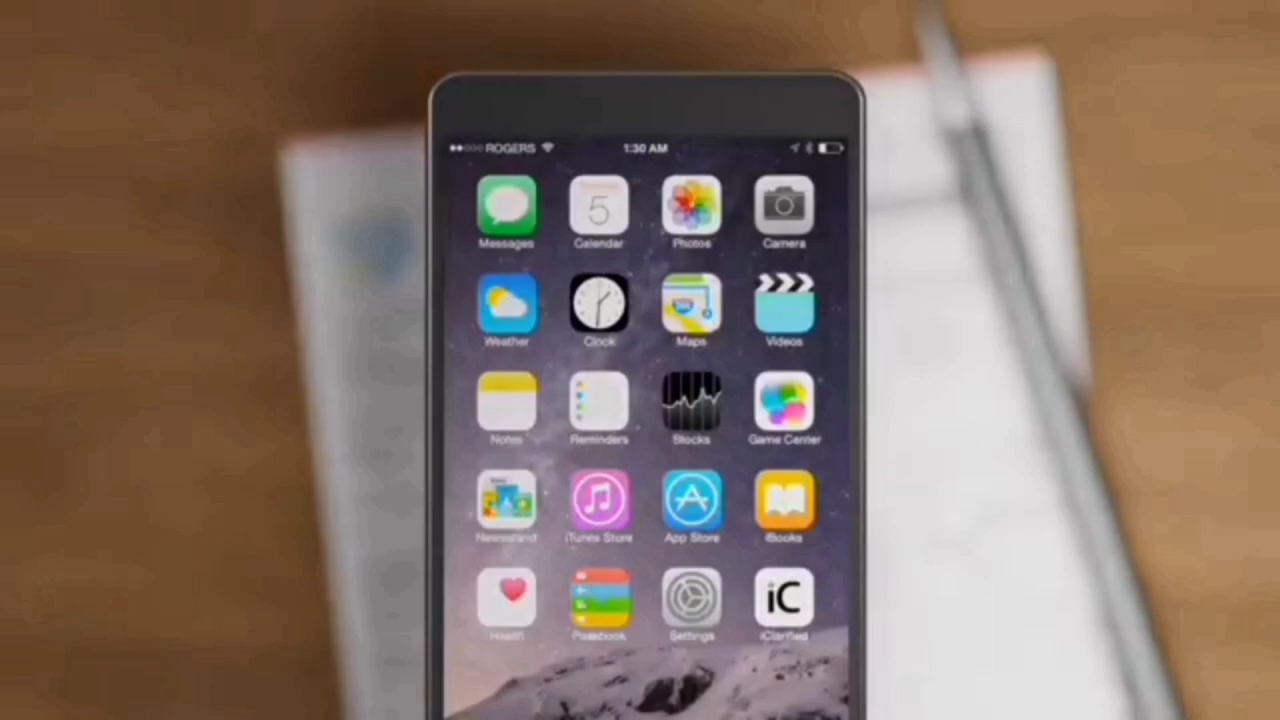 ROGERS 1:30 AM
5
Messages Calendar Photos Camera
Weather Clock Maps Videos
Notes Reminders Stocks Game Center
Newsstand iTunes Store App Store iBooks
iC
Health Passbook Settings iClarified